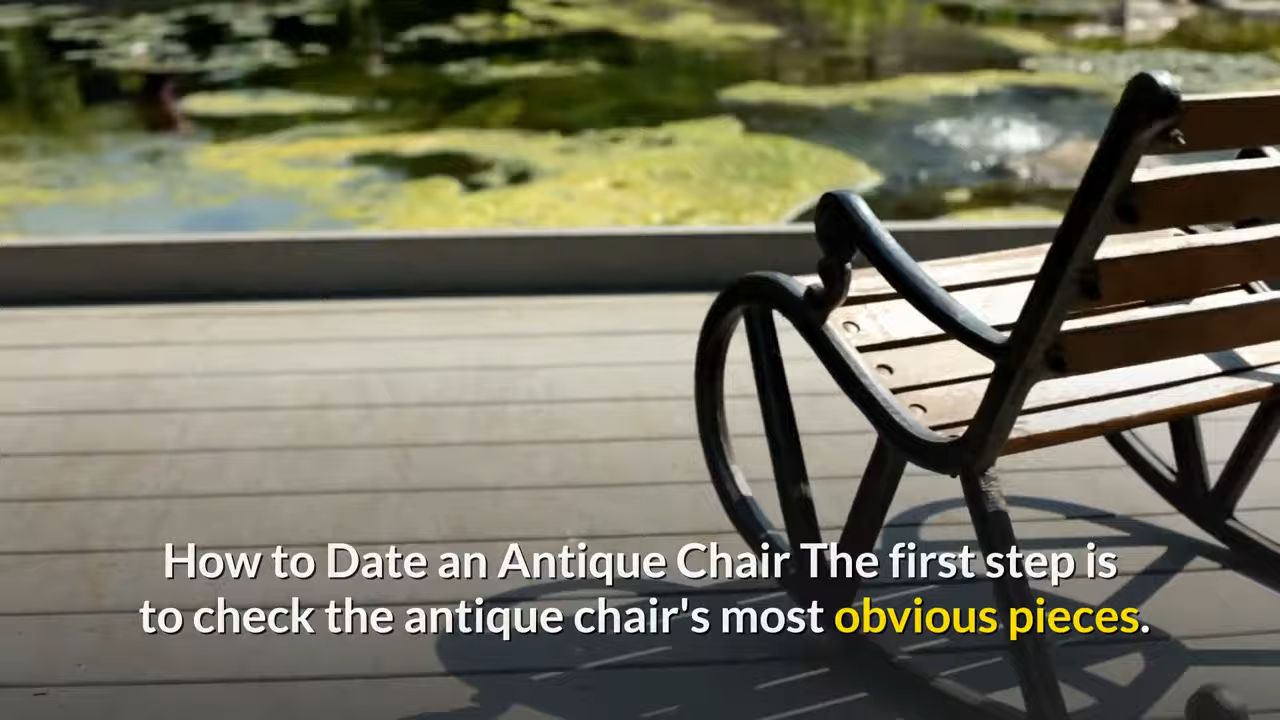 How to Date an Antique Chair The first step is
to check the antique chair's most obvious pieces.